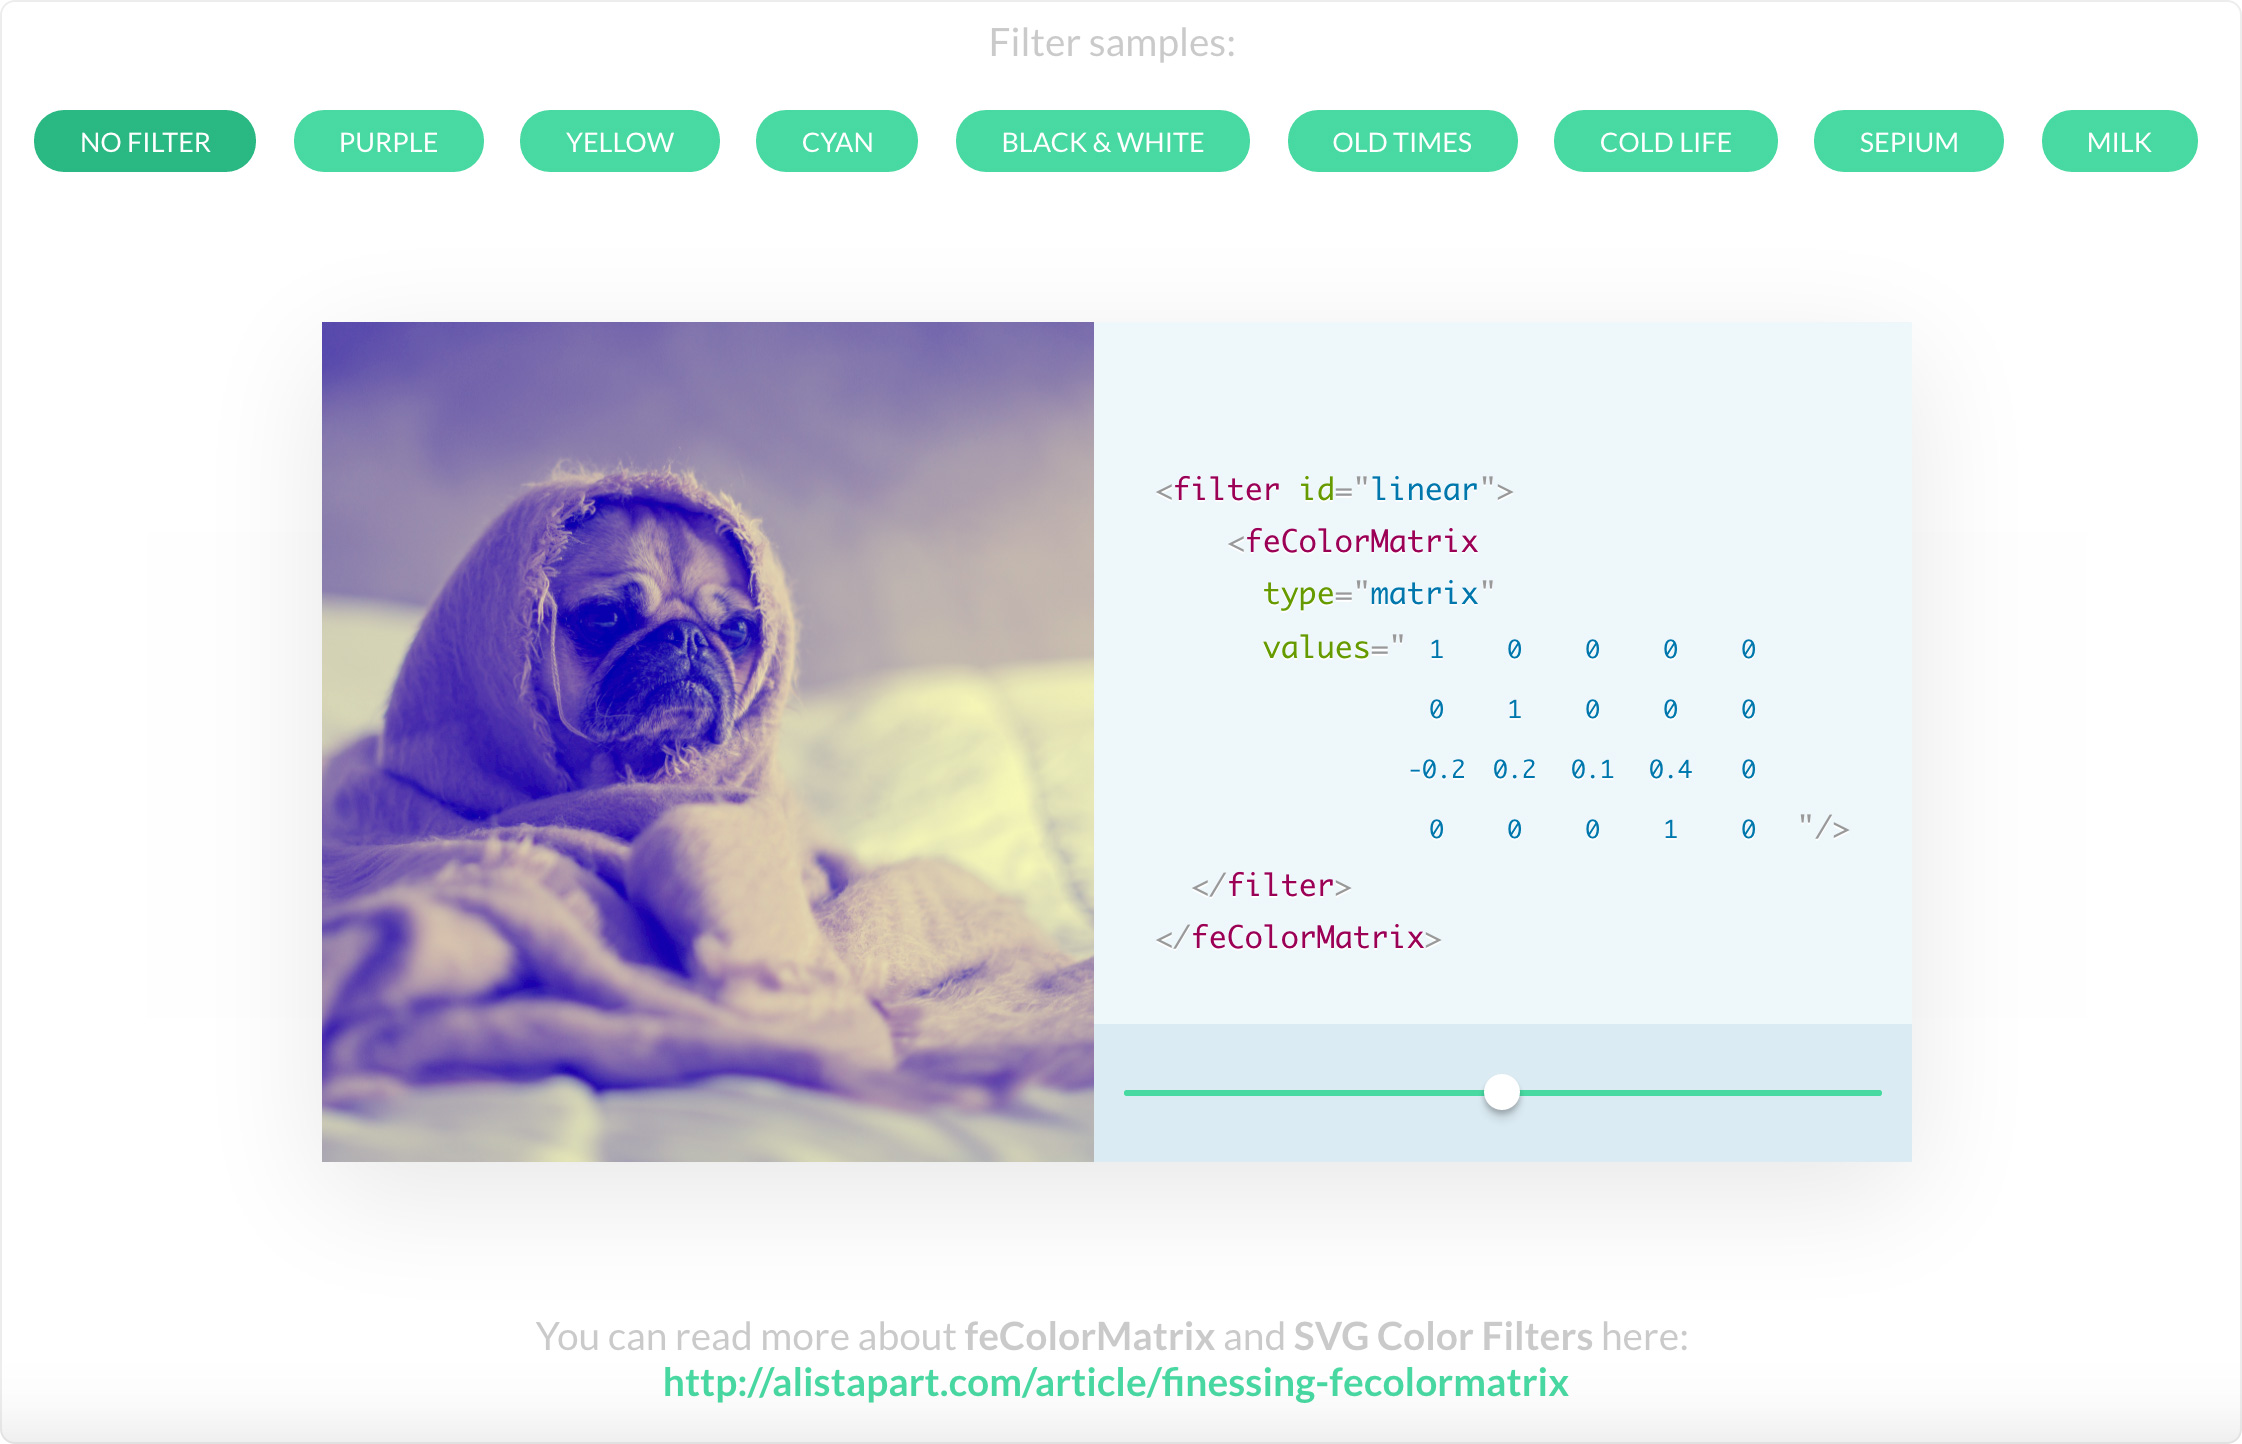 Filter samples:
NO FILTER PURPLE YELLOW CYAN BLACK & WHITE OLD TIMES COLD LIFE SEPIUM MILK
<filter id="linear">
<feColorMatrix
type="matrix"
values=" 1 0 0 0 0
0 1 0 0 0
-0.2 0.2 0.1 0.4 0
0 0 0 1 0 "/>
</filter>
</feColorMatrix>
You can read more about feColorMatrix and SVG Color Filters here:
http://alistapart.com/article/finessing-fecolormatrix